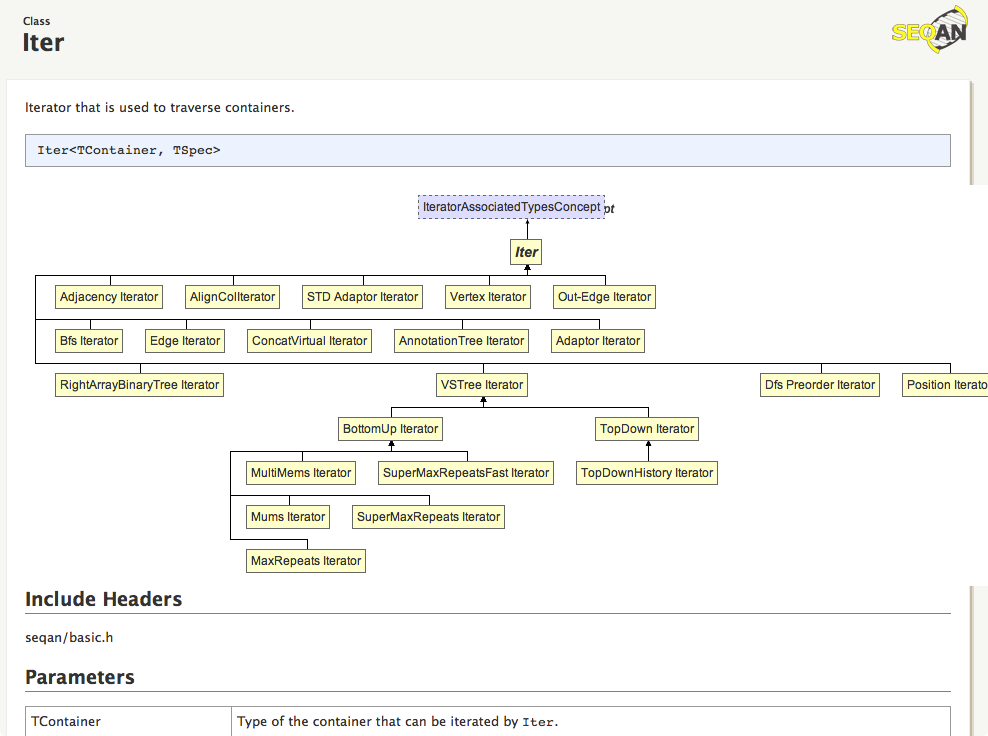 Class
Iter
SEQAN
Iterator that is used to traverse containers.
Iter<TContainer, TSpec>
IteratorAssociatedTypesConcept pt
Iter
Adjacency Iterator AlignColIterator STD Adaptor Iterator Vertex Iterator Out-Edge Iterator
Bfs Iterator Edge Iterator ConcatVirtual Iterator AnnotationTree Iterator Adaptor Iterator
RightArrayBinaryTree Iterator VSTree Iterator Dfs Preorder Iterator Position Iterato
BottomUp Iterator TopDown Iterator
MultiMems Iterator SuperMaxRepeatsFast Iterator TopDownHistory Iterator
Mums Iterator SuperMaxRepeats Iterator
MaxRepeats Iterator
Include Headers
seqan/basic.h
Parameters
TContainer Type of the container that can be iterated by Iter.